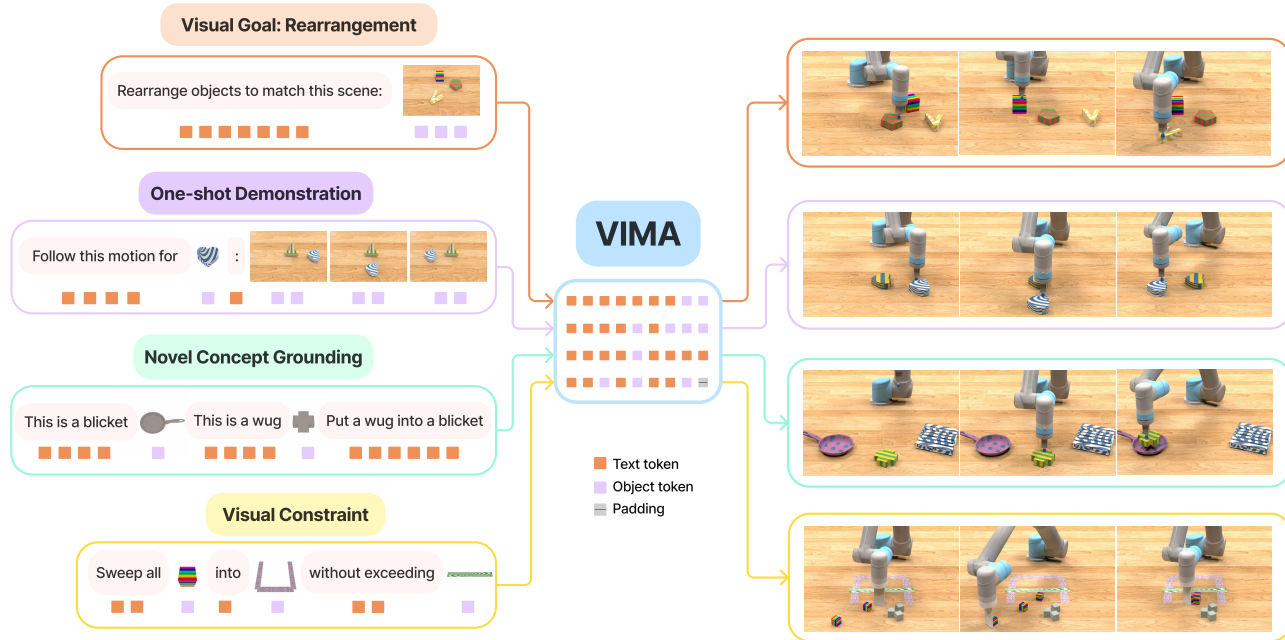 Visual Goal: Rearrangement
Rearrange objects to match this scene:
One-shot Demonstration
Follow this motion for :
Novel Concept Grounding
This is a blicket This is a wug Put a wug into a blicket
Visual Constraint
Sweep all into without exceeding
VIMA
Text token
Object token
Padding